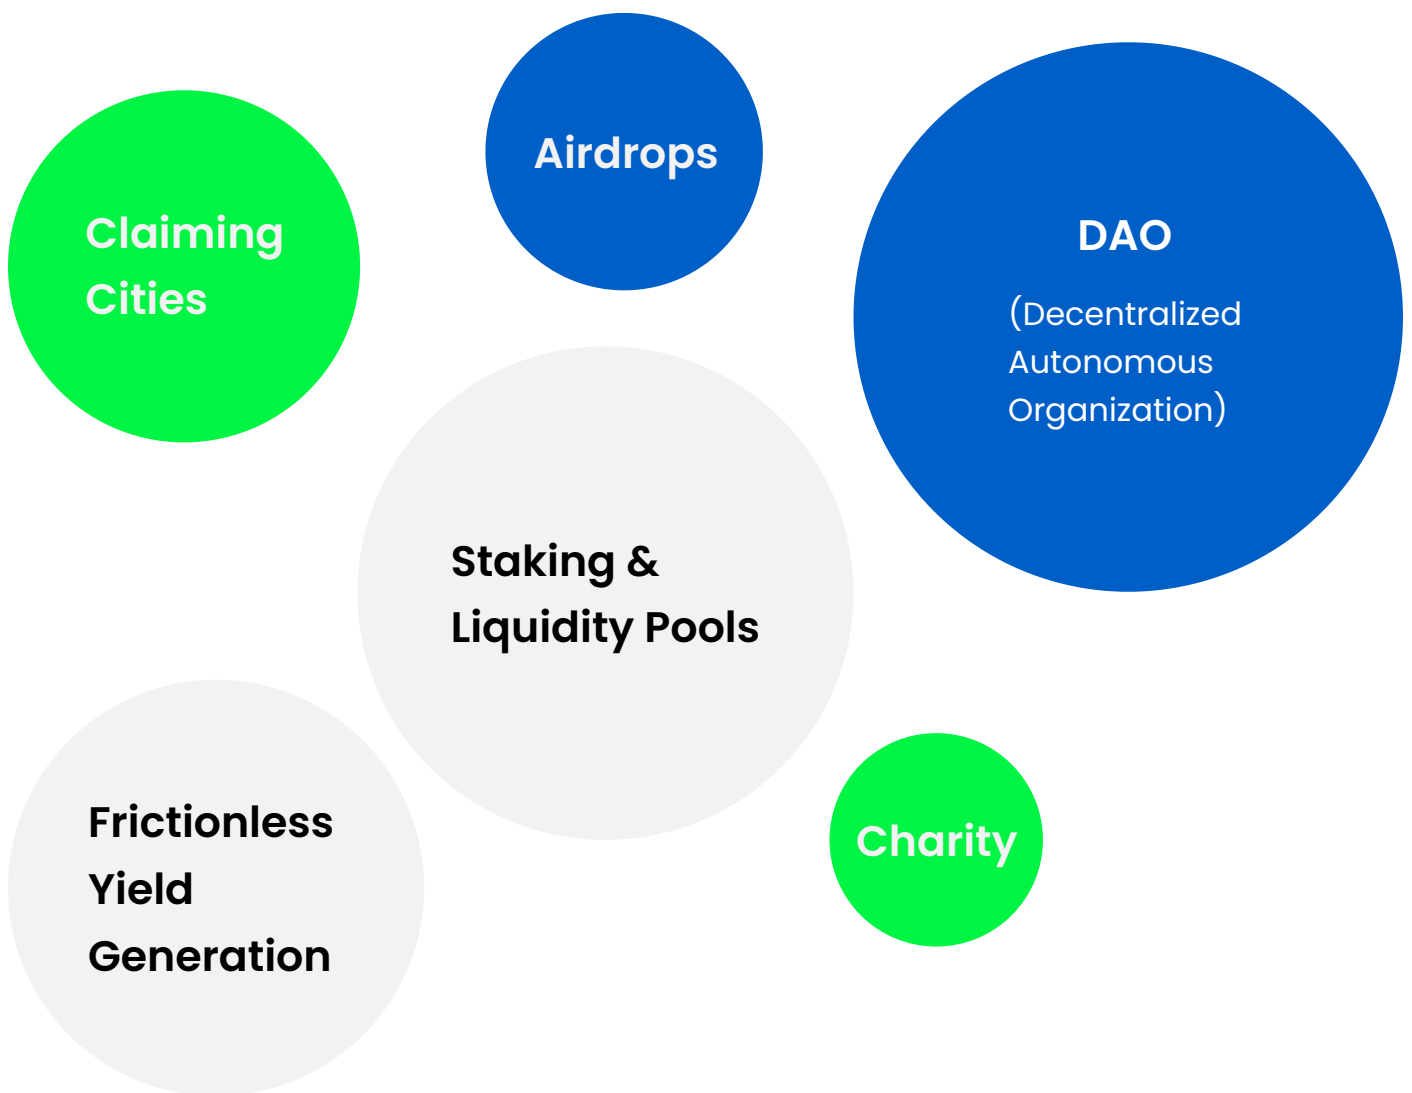 Airdrops
Claiming
Cities
DAO
(Decentralized
Autonomous
Organization)
Staking &
Liquidity Pools
Frictionless
Yield
Generation
Charity